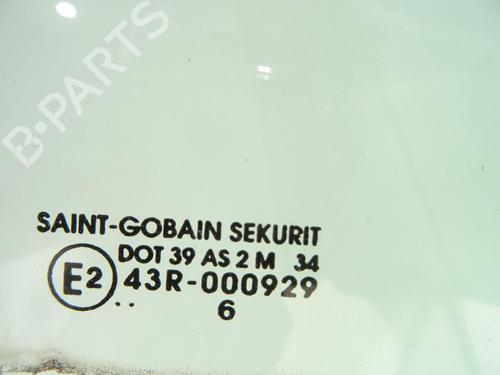 B-PARTS
SAINT-GOBAIN SEKURIT
DOT 39 AS 2 M 34
E2 43R-000929
..
6